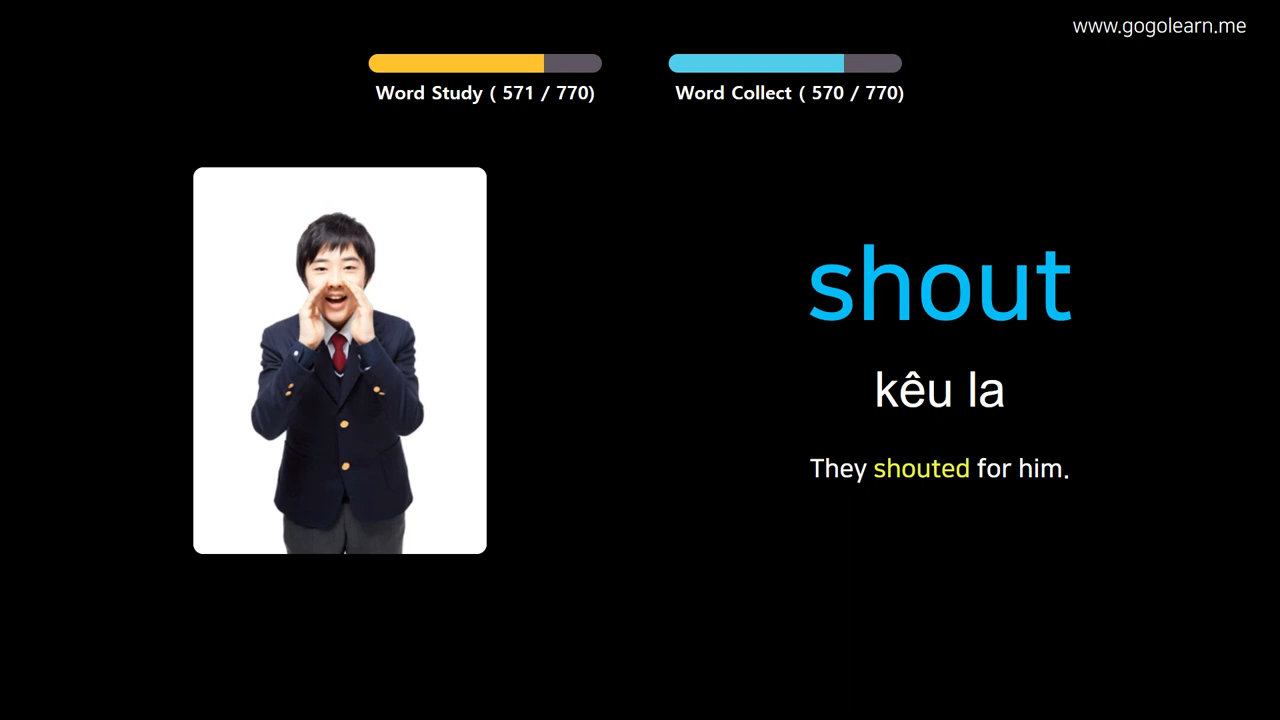 www.gogolearn.me
Word Study ( 571 / 770)
Word Collect ( 570 / 770)
shout
kêu la
They shouted for him.